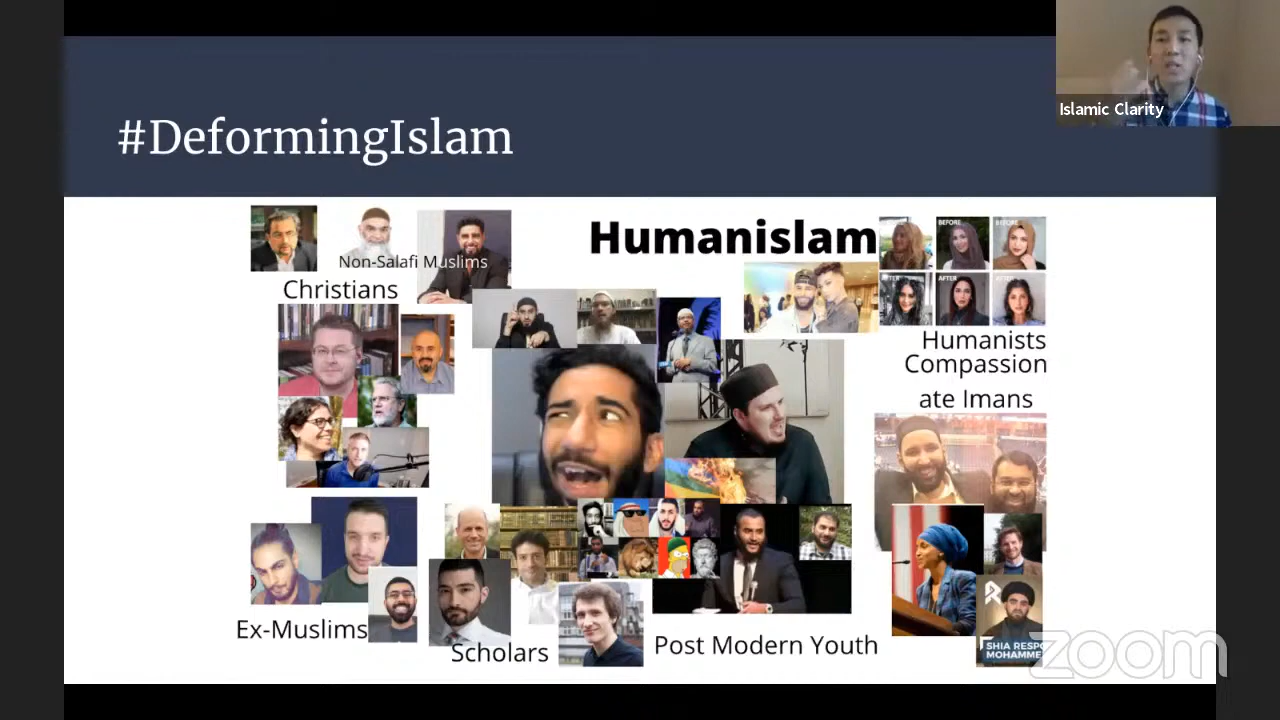 #DeformingIslam
Islamic Clarity
Humanislam
Non-Salafi Muslims
Christians
BEFORE
BEFORE
AFTER
AFTER
AFTER
Humanists
Compassion
ate Imans
Ex-Muslims
Scholars
Post Modern Youth
SHIA RESPO
MOHAMME
zoom